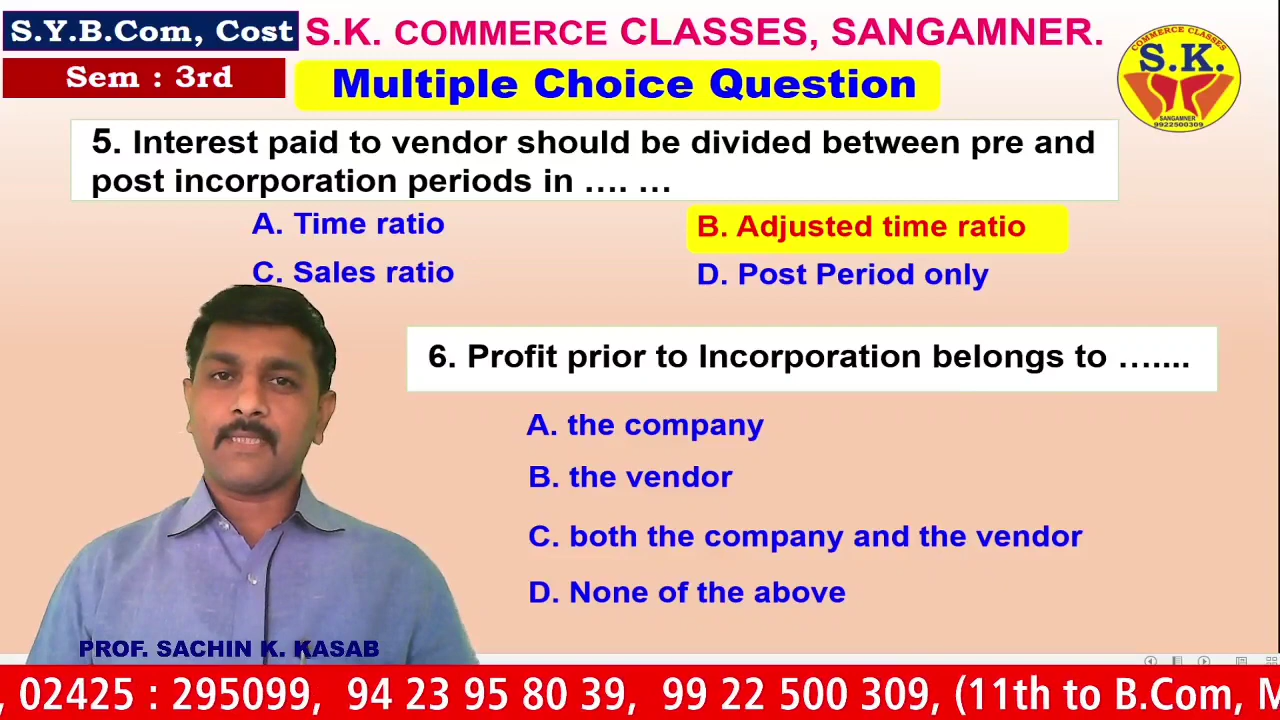 S.Y.B.Com, Cost
S.K. COMMERCE CLASSES, SANGAMNER.
Sem : 3rd
Multiple Choice Question
COMMERCE CLASSES
S.K.
SANGAMNER
9922500309
5. Interest paid to vendor should be divided between pre and
post incorporation periods in …. …
A. Time ratio
B. Adjusted time ratio
C. Sales ratio
D. Post Period only
6. Profit prior to Incorporation belongs to …....
A. the company
B. the vendor
C. both the company and the vendor
D. None of the above
PROF. SACHIN K. KASAB
, 02425 : 295099, 94 23 95 80 39, 99 22 500 309, (11th to B.Com, M